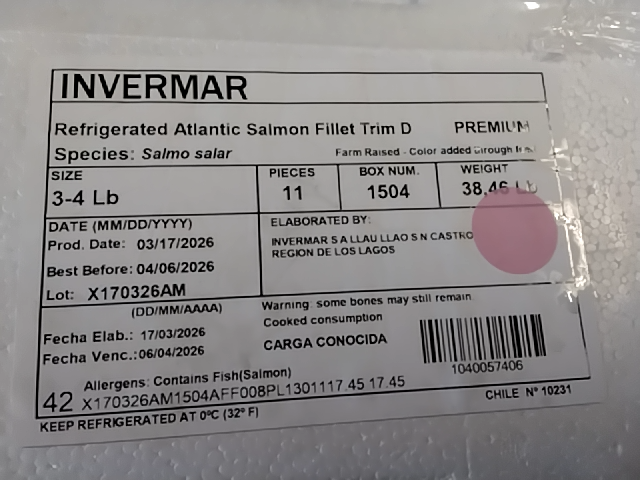 INVERMAR
Refrigerated Atlantic Salmon Fillet Trim D PREMIUM
Species: Salmo salar Farm Raised - Color added through
SIZE PIECES BOX NUM. WEIGHT
3-4 Lb 11 1504 38,46 Lb
DATE (MM/DD/YYYY)
Prod. Date: 03/17/2026
Best Before: 04/06/2026
Lot: X170326AM
ELABORATED BY:
INVERMAR S A LLAU LLAO S N CASTRO
REGION DE LOS LAGOS
(DD/MM/AAAA)
Fecha Elab.: 17/03/2026
Fecha Venc.:06/04/2026
Warning: some bones may still remain
Cooked consumption
CARGA CONOCIDA
1040057406
Allergens: Contains Fish(Salmon)
42 X170326AM1504AFF008PL1301117.45 17.45
CHILE Nº 10231
KEEP REFRIGERATED AT 0ºC (32º F)